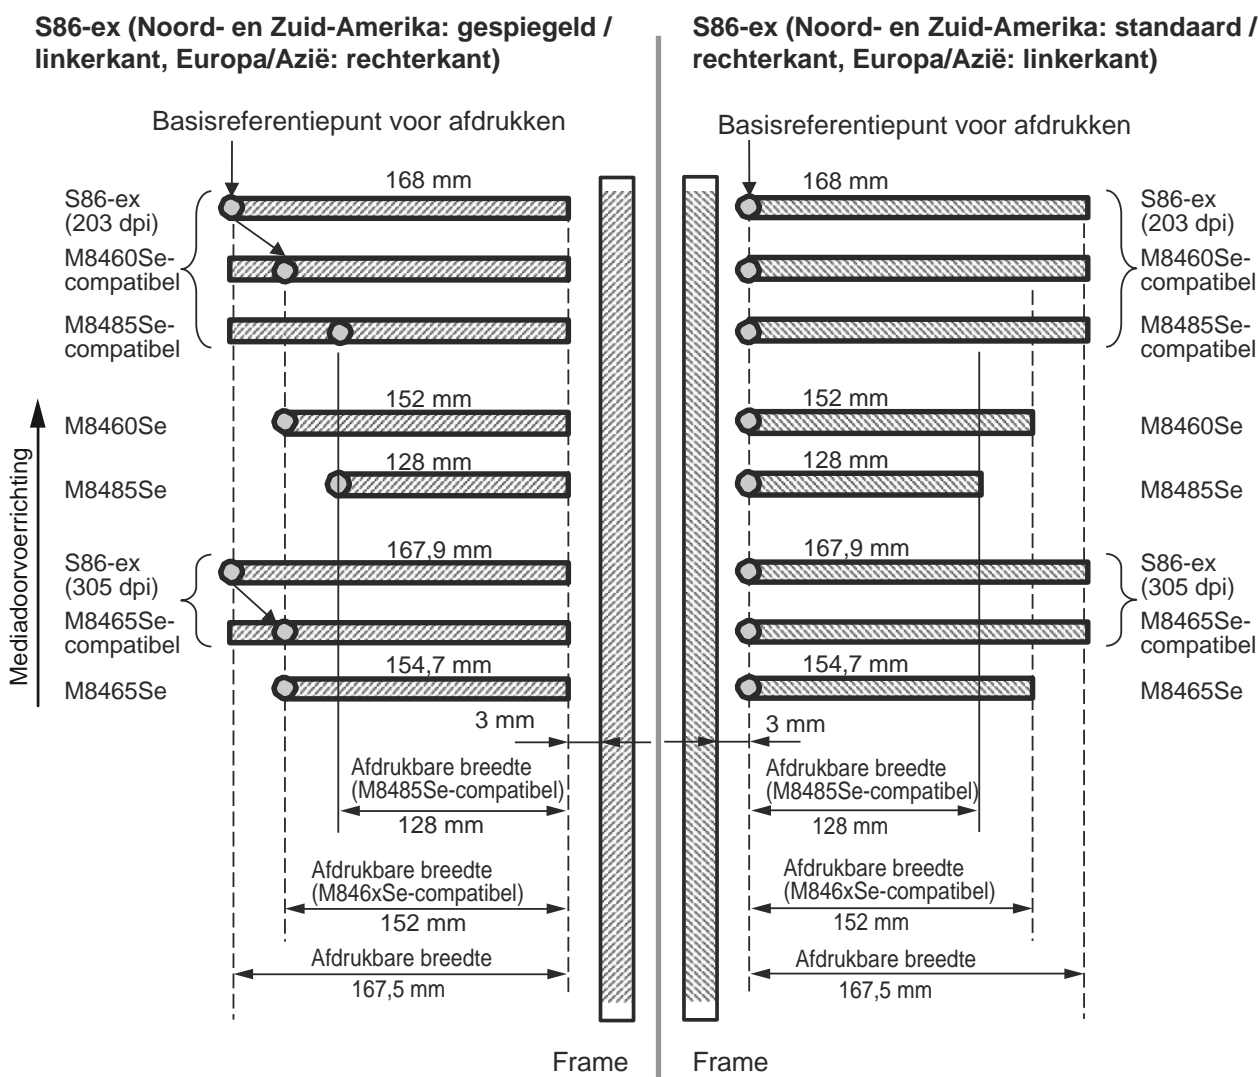 S86-ex (Noord- en Zuid-Amerika: gespiegeld /
linkerkant, Europa/Azië: rechterkant)
Basisreferentiepunt voor afdrukken
168 mm
S86-ex
(203 dpi)
M8460Se-
compatibel
M8485Se-
compatibel
152 mm
M8460Se
128 mm
M8485Se
167,9 mm
S86-ex
(305 dpi)
M8465Se-
compatibel
154,7 mm
M8465Se
Mediadoorvoerrichting
3 mm
Afdrukbare breedte
(M8485Se-compatibel)
128 mm
Afdrukbare breedte
(M846xSe-compatibel)
152 mm
Afdrukbare breedte
167,5 mm
Frame
S86-ex (Noord- en Zuid-Amerika: standaard /
rechterkant, Europa/Azië: linkerkant)
Basisreferentiepunt voor afdrukken
168 mm
S86-ex
(203 dpi)
M8460Se-
compatibel
M8485Se-
compatibel
152 mm
M8460Se
128 mm
M8485Se
167,9 mm
S86-ex
(305 dpi)
M8465Se-
compatibel
154,7 mm
M8465Se
3 mm
Afdrukbare breedte
(M8485Se-compatibel)
128 mm
Afdrukbare breedte
(M846xSe-compatibel)
152 mm
Afdrukbare breedte
167,5 mm
Frame